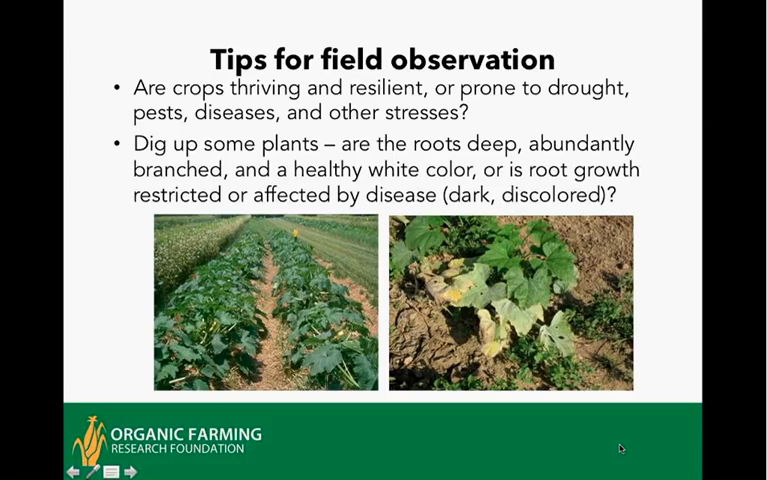 Tips for field observation
• Are crops thriving and resilient, or prone to drought,
pests, diseases, and other stresses?
• Dig up some plants – are the roots deep, abundantly
branched, and a healthy white color, or is root growth
restricted or affected by disease (dark, discolored)?
ORGANIC FARMING
RESEARCH FOUNDATION